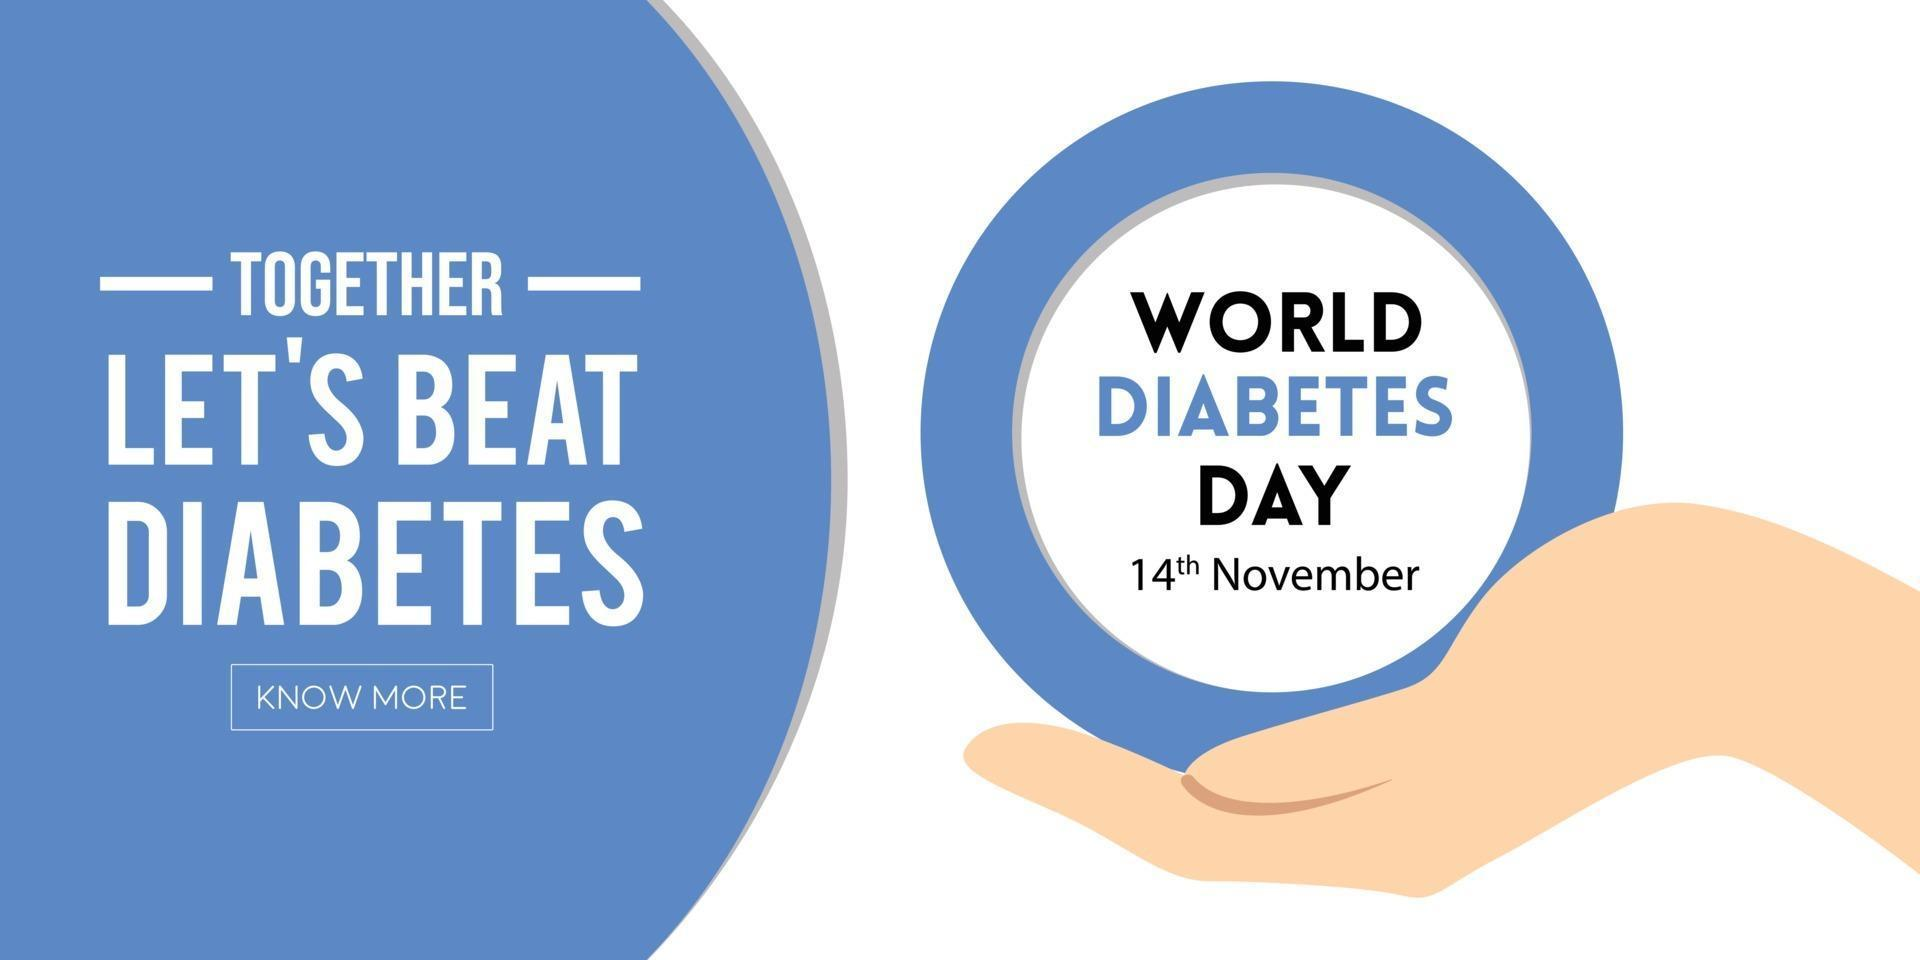 TOGETHER
LET'S BEAT
DIABETES
KNOW MORE
WORLD
DIABETES
DAY
14th November